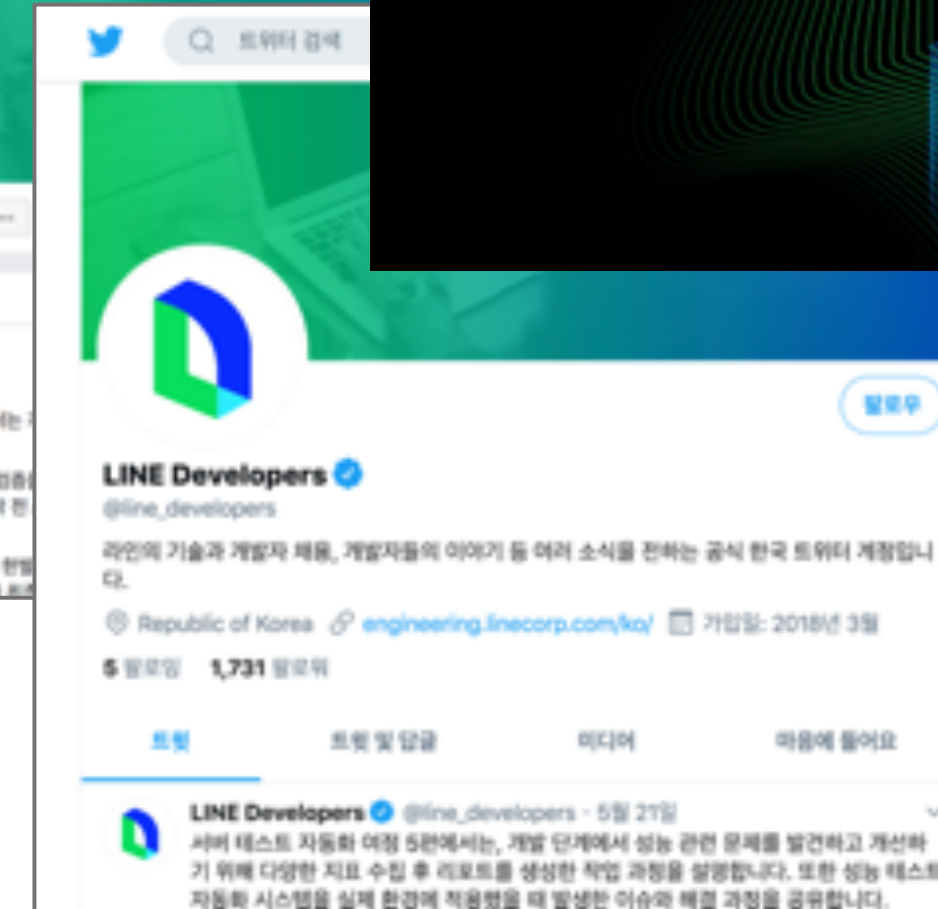 트위터 검색
팔로우
LINE Developers
@line_developers
라인의 기술과 개발자 채용, 개발자들의 이야기 등 여러 소식을 전하는 공식 한국 트위터 계정입니
다.
Republic of Korea engineering.linecorp.com/ko/ 가입일: 2018년 3월
5 팔로잉 1,731 팔로워
트윗 트윗 및 답글 미디어 마음에 들어요
LINE Developers @line_developers · 5월 21일
서버 테스트 자동화 여정 5편에서는, 개발 단계에서 성능 관련 문제를 발견하고 개선하
기 위해 다양한 지표 수집 후 리포트를 생성한 작업 과정을 설명합니다. 또한 성능 테스트
자동화 시스템을 실제 환경에 적용했을 때 발생한 이슈와 해결 과정을 공유합니다.